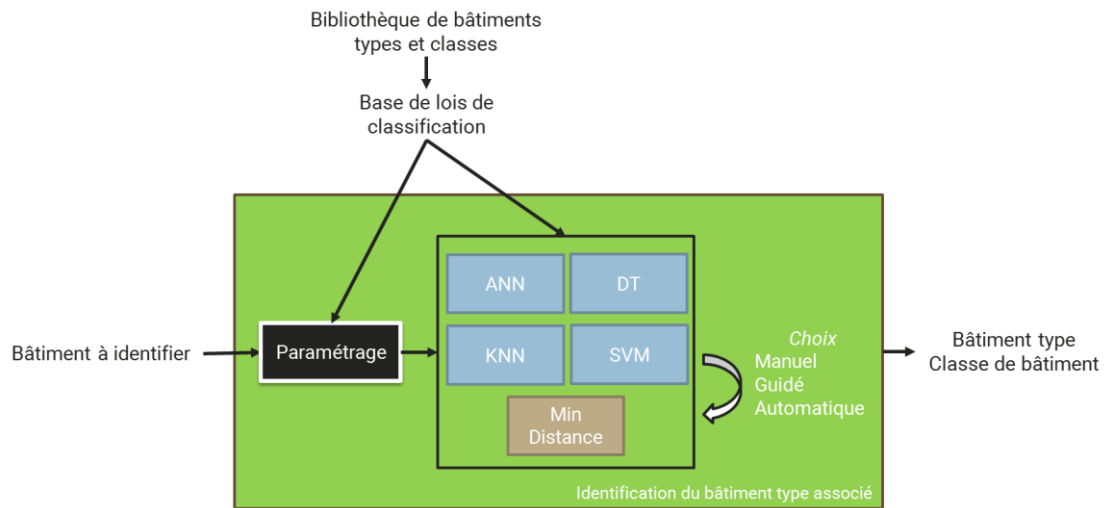 Bibliothèque de bâtiments
types et classes
Base de lois de
classification
ANN
DT
Bâtiment à identifier
Paramétrage
KNN
SVM
Choix
Manuel
Guidé
Automatique
Bâtiment type
Classe de bâtiment
Min
Distance
Identification du bâtiment type associé